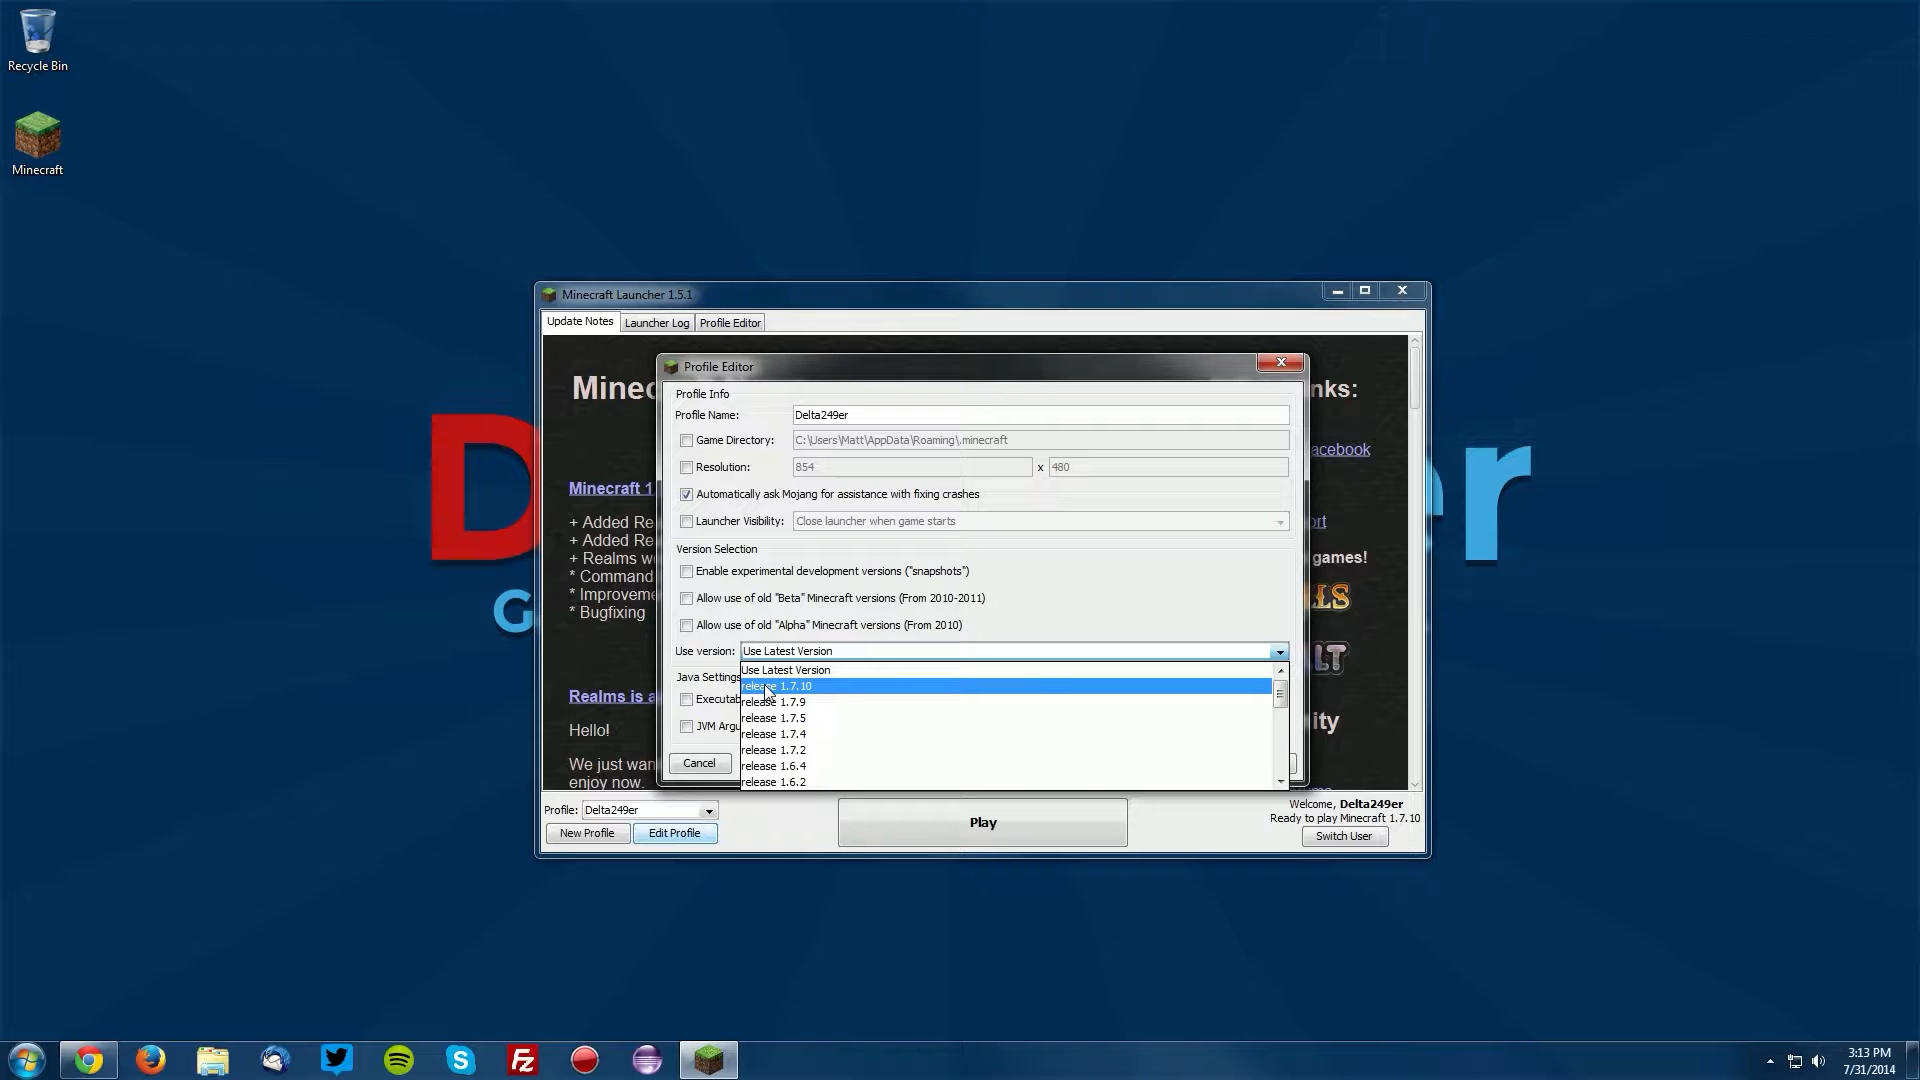 Recycle Bin
Minecraft
Minecraft Launcher 1.5.1
Update Notes
Launcher Log
Profile Editor
Profile Editor
Profile Info
Profile Name:
Delta249er
Game Directory:
C:\Users\Matt\AppData\Roaming\.minecraft
Resolution:
854
x
480
Automatically ask Mojang for assistance with fixing crashes
Launcher Visibility:
Close launcher when game starts
Version Selection
Enable experimental development versions ("snapshots")
Allow use of old "Beta" Minecraft versions (From 2010-2011)
Allow use of old "Alpha" Minecraft versions (From 2010)
Use version:
Use Latest Version
Use Latest Version
release 1.7.10
release 1.7.9
release 1.7.5
release 1.7.4
release 1.7.2
release 1.6.4
release 1.6.2
Java Settings
Executab
JVM Argu
Cancel
Minec
Minecraft 1
+ Added Re
+ Added Re
+ Realms w
* Command
* Improveme
* Bugfixing
Realms is a
Hello!
We just wan
enjoy now.
nks:
acebook
ort
games!
LLS
LT
ity
D
G
er
Profile:
Delta249er
New Profile
Edit Profile
Play
Welcome, Delta249er
Ready to play Minecraft 1.7.10
Switch User
3:13 PM
7/31/2014